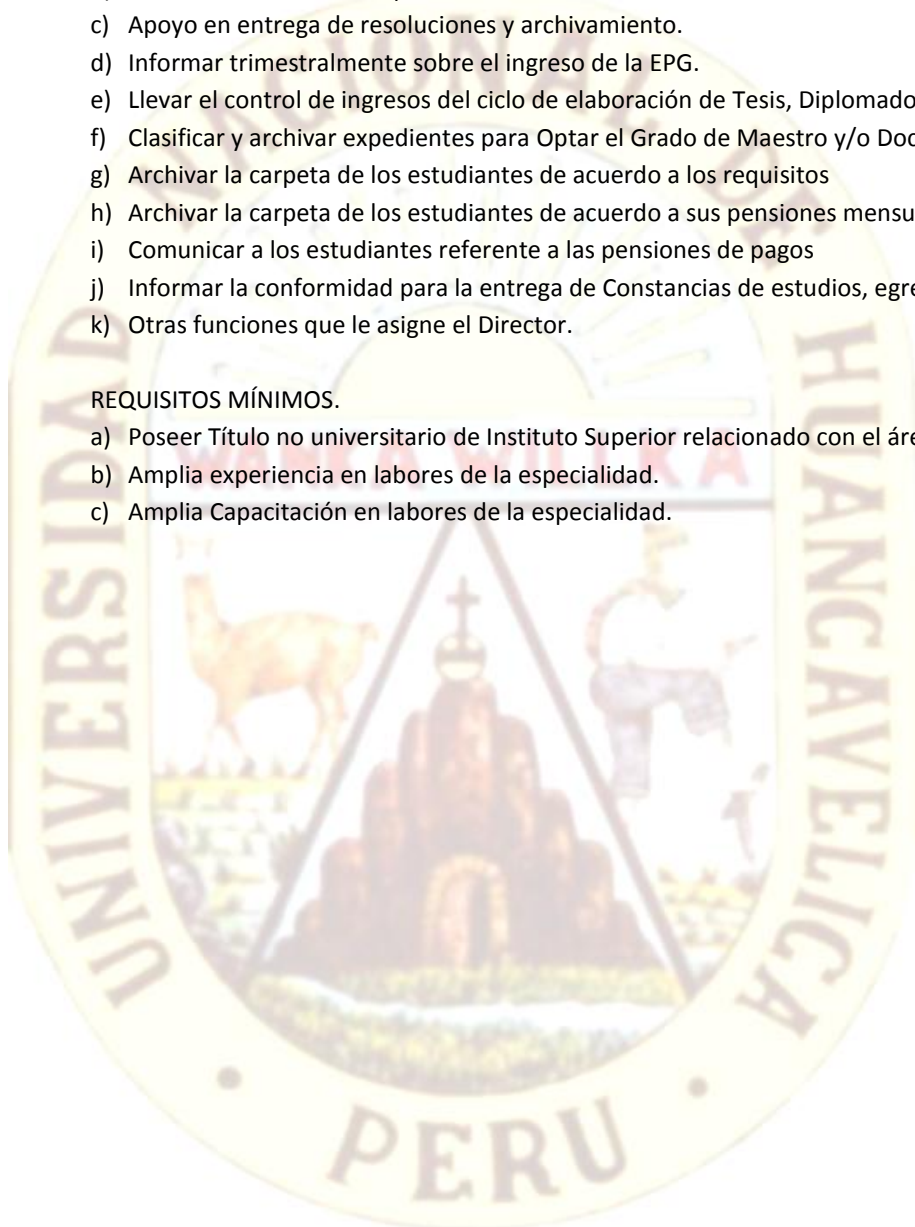 c) Apoyo en entrega de resoluciones y archivamiento.
d) Informar trimestralmente sobre el ingreso de la EPG.
e) Llevar el control de ingresos del ciclo de elaboración de Tesis, Diplomado
f) Clasificar y archivar expedientes para Optar el Grado de Maestro y/o
g) Archivar la carpeta de los estudiantes de acuerdo a los requisitos
h) Archivar la carpeta de los estudiantes de acuerdo a sus pensiones
i) Comunicar a los estudiantes referente a las pensiones de pagos
j) Informar la conformidad para la entrega de Constancias de estudios,
k) Otras funciones que le asigne el Director.
REQUISITOS MÍNIMOS.
a) Poseer Título no universitario de Instituto Superior relacionado con el
b) Amplia experiencia en labores de la especialidad.
c) Amplia Capacitación en labores de la especialidad.
UNIVERSIDAD NACIONAL DE HUANCAVELICA
WANKA WILLKA
PERU